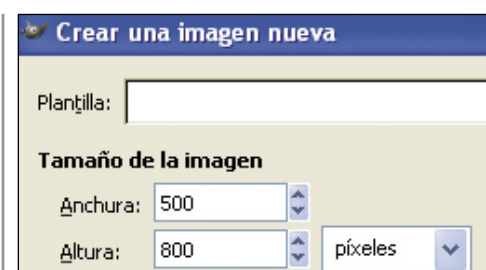 Crear una imagen nueva
Plantilla:
Tamaño de la imagen
Anchura: 500
Altura: 800 píxeles